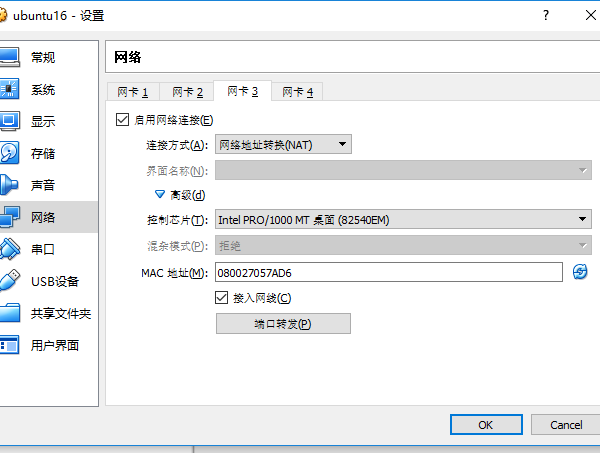 ubuntu16 - 设置
?
常规
系统
显示
存储
声音
网络
串口
USB设备
共享文件夹
用户界面
网络
网卡 1
网卡 2
网卡 3
网卡 4
启用网络连接(E)
连接方式(A): 网络地址转换(NAT)
界面名称(N):
高级(d)
控制芯片(T): Intel PRO/1000 MT 桌面 (82540EM)
混杂模式(P): 拒绝
MAC 地址(M): 080027057AD6
接入网线(C)
端口转发(P)
OK
Cancel